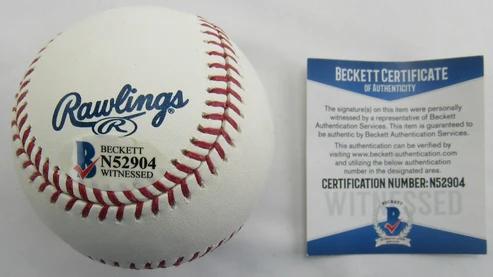 Rawlings
R
B
BECKETT
N52904
WITNESSED
BECKETT CERTIFICATE
OF AUTHENTICITY
The signature(s) on this item were personally
witnessed by a representative of Beckett
Authentication Services. This item is guaranteed
to be authentic by Beckett Authentication Services.
This authentication can be verified by
visiting www.beckett-authentication.com
and utilizing the below authentication
number in the designated area.
CERTIFICATION NUMBER: N52904
WITNESSED
BECKETT
B